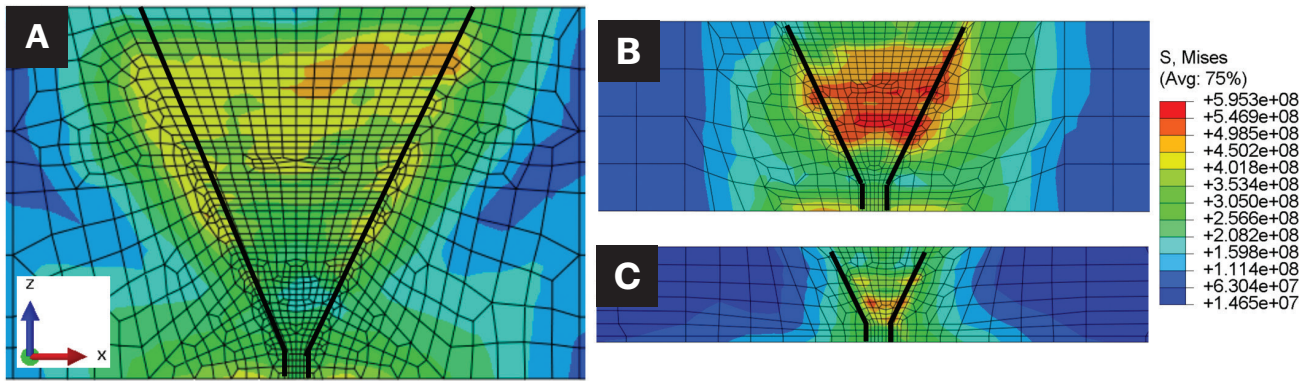 A
B
C
z
x
S, Mises
(Avg: 75%)
+5.953e+08
+5.469e+08
+4.985e+08
+4.502e+08
+4.018e+08
+3.534e+08
+3.050e+08
+2.566e+08
+2.082e+08
+1.598e+08
+1.114e+08
+6.304e+07
+1.465e+07